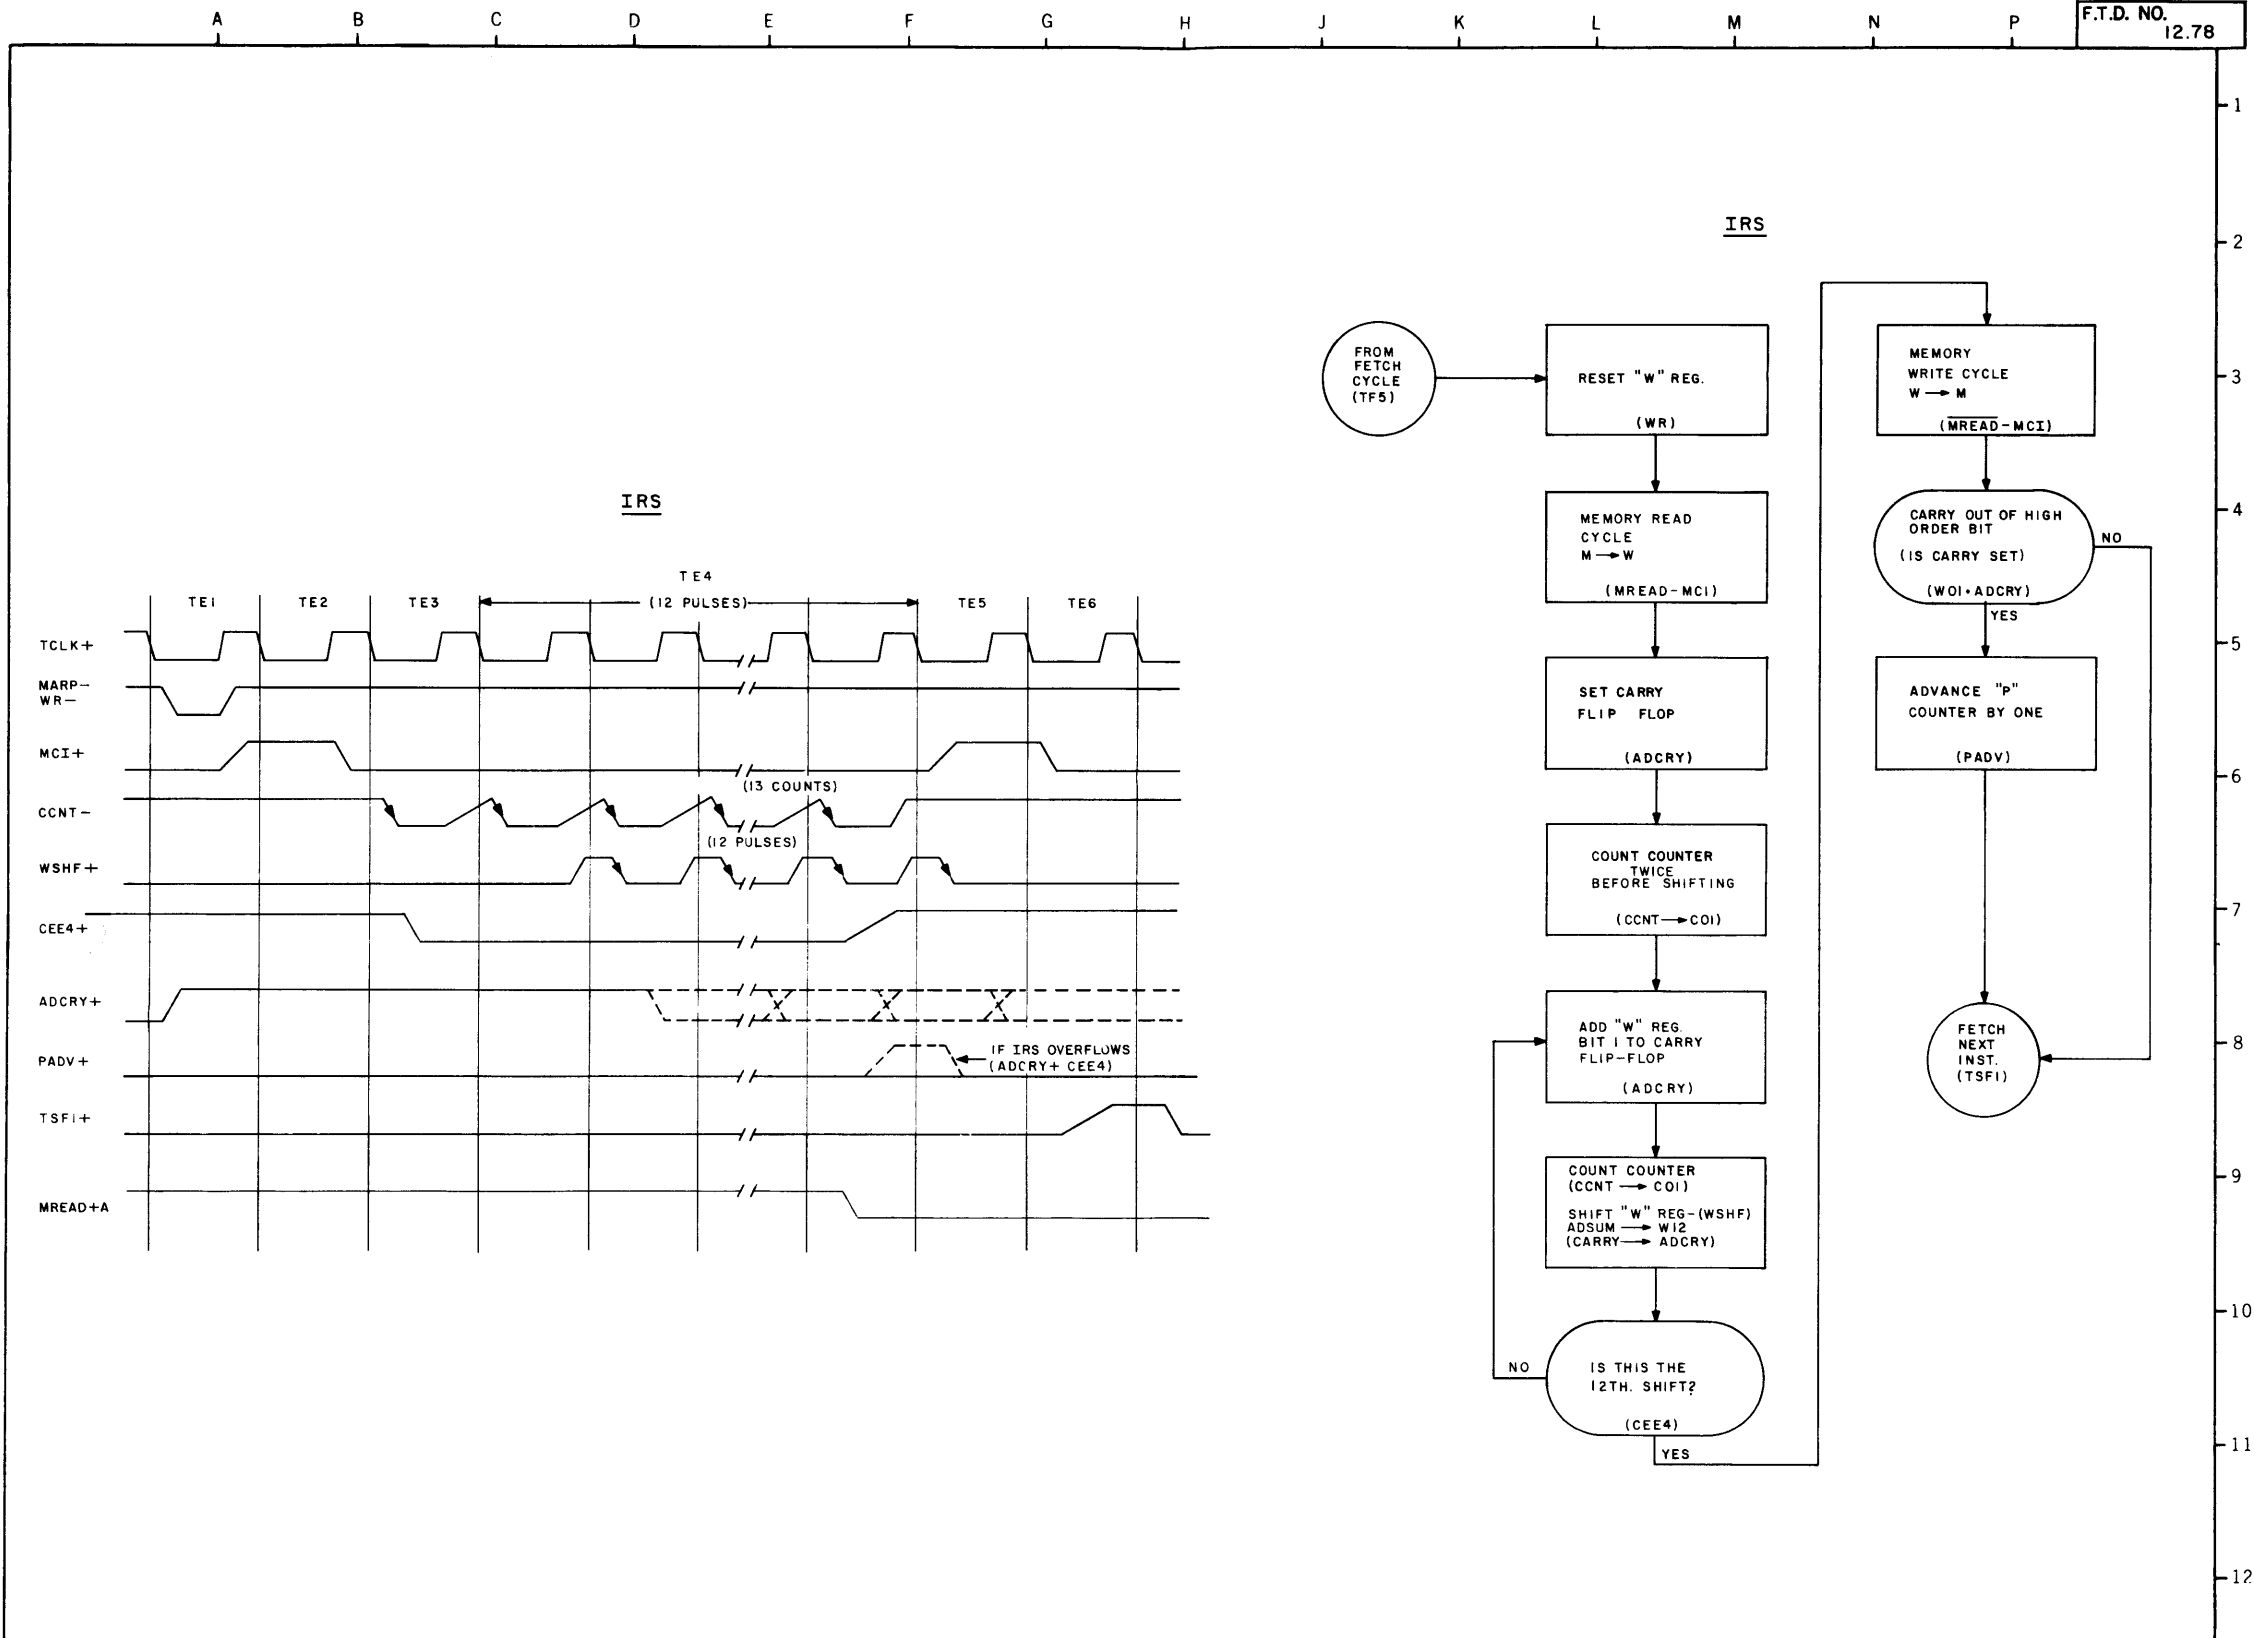 A B C D E F G H J K L M N P
F.T.D. NO.
12.78
1
2
3
4
5
6
7
8
9
10
11
12
IRS
TE4
TE1 TE2 TE3 (12 PULSES) TE5 TE6
TCLK+
MARP-
WR-
MCI+
(13 COUNTS)
CCNT-
(12 PULSES)
WSHF+
CEE4+
ADCRY+
PADV+
IF IRS OVERFLOWS
(ADCRY+ CEE4)
TSFI+
MREAD+A
IRS
FROM
FETCH
CYCLE
(TF5)
RESET "W" REG.
(WR)
MEMORY READ
CYCLE
M → W
(MREAD-MCI)
SET CARRY
FLIP FLOP
(ADCRY)
COUNT COUNTER
TWICE
BEFORE SHIFTING
(CCNT → COI)
ADD "W" REG.
BIT I TO CARRY
FLIP-FLOP
(ADCRY)
COUNT COUNTER
(CCNT → COI)
SHIFT "W" REG-(WSHF)
ADSUM → W12
(CARRY → ADCRY)
IS THIS THE
12TH. SHIFT?
(CEE4)
NO
YES
MEMORY
WRITE CYCLE
W → M
(MREAD-MCI)
CARRY OUT OF HIGH
ORDER BIT
(IS CARRY SET)
(WOI•ADCRY)
NO
YES
ADVANCE "P"
COUNTER BY ONE
(PADV)
FETCH
NEXT
INST.
(TSFI)